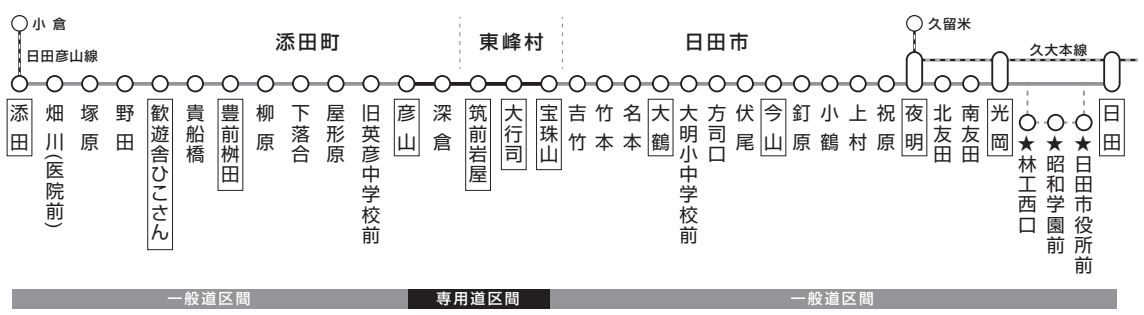 小倉
日田彦山線
添田町
東峰村
日田市
久留米
久大本線
添田
畑川(医院前)
塚原
野田
歓遊舎ひこさん
貴船橋
豊前桝田
柳原
下落合
屋形原
旧英彦中学校前
彦山
深倉
筑前岩屋
大行司
宝珠山
吉竹
竹本
名本
大鶴
大明小中学校前
方司口
伏尾
今山
釘原
小鶴
上村
祝原
夜明
北友田
南友田
光岡
★林工西口
★昭和学園前
★日田市役所前
日田
一般道区間
専用道区間
一般道区間